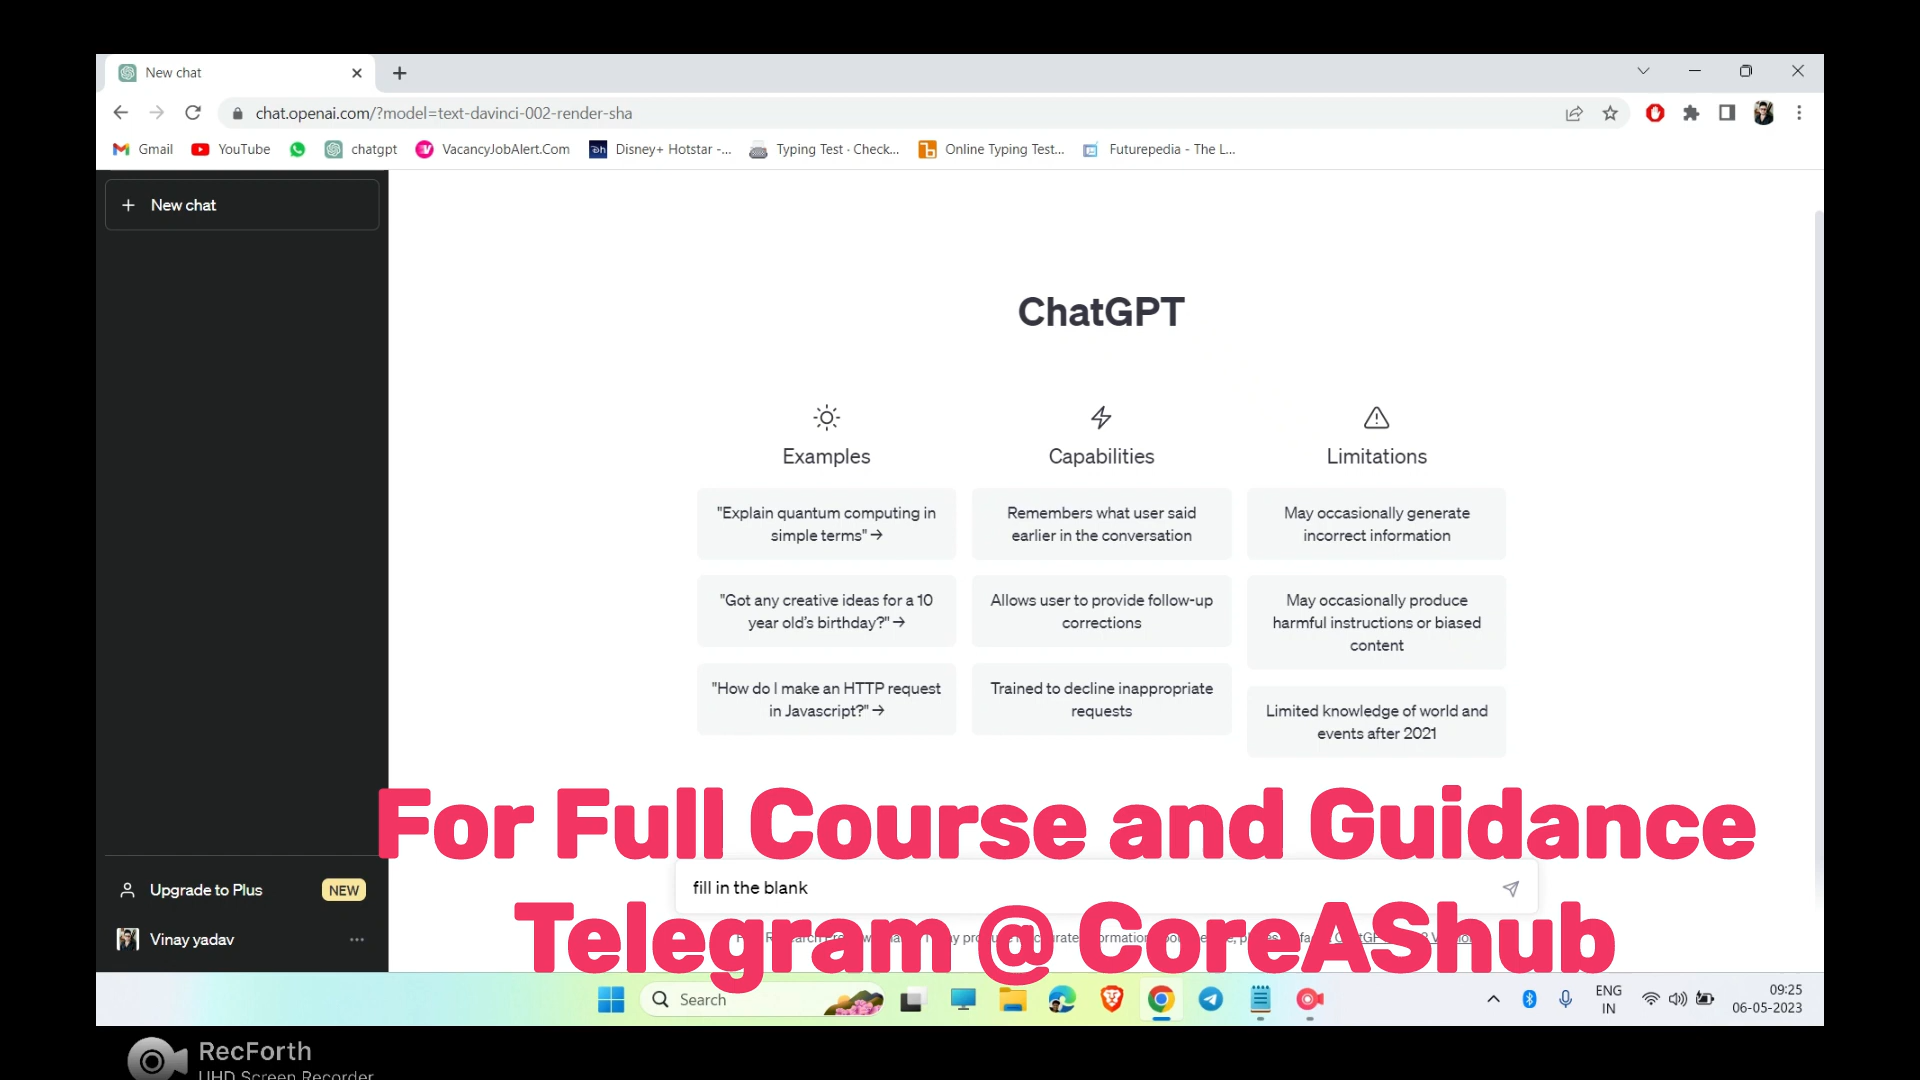 New chat
chat.openai.com/?model=text-davinci-002-render-sha
Gmail
YouTube
chatgpt
VacancyJobAlert.Com
Disney+ Hotstar -...
Typing Test · Check...
Online Typing Test...
Futurepedia - The L...
New chat
ChatGPT
Examples
Capabilities
Limitations
"Explain quantum computing in
simple terms" →
Remembers what user said
earlier in the conversation
May occasionally generate
incorrect information
"Got any creative ideas for a 10
year old's birthday?" →
Allows user to provide follow-up
corrections
May occasionally produce
harmful instructions or biased
content
"How do I make an HTTP request
in Javascript?" →
Trained to decline inappropriate
requests
Limited knowledge of world and
events after 2021
For Full Course and Guidance
Upgrade to Plus
NEW
fill in the blank
Telegram @ CoreAShub
Vinay yadav
Search
ENG
IN
09:25
06-05-2023
RecForth
UHD Screen Recorder